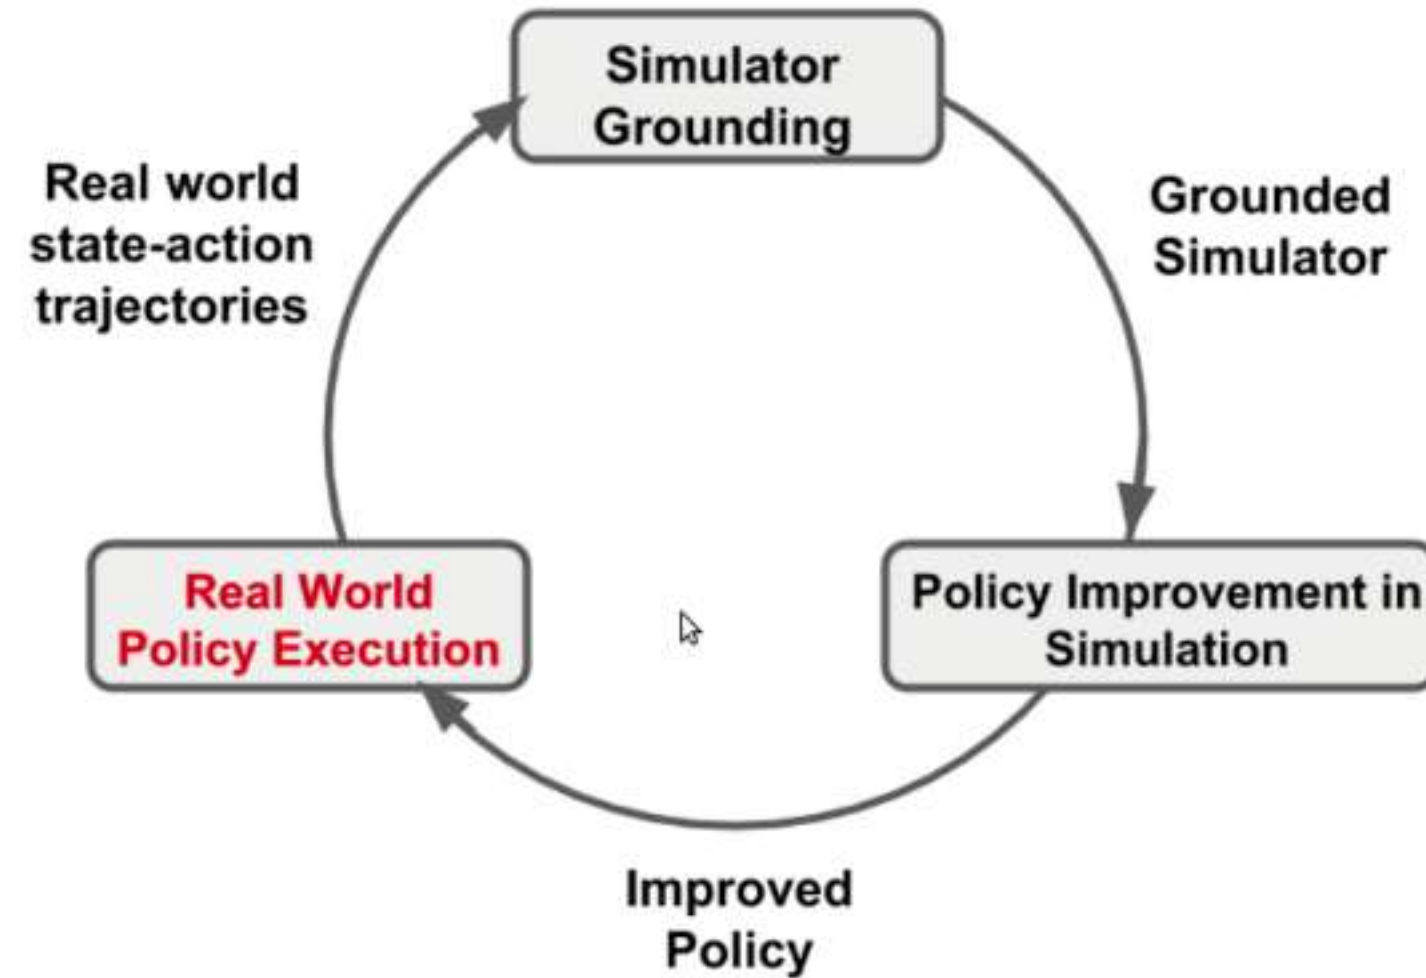 Simulator
Grounding
Real world
state-action
trajectories
Grounded
Simulator
Real World
Policy Execution
Policy Improvement in
Simulation
Improved
Policy